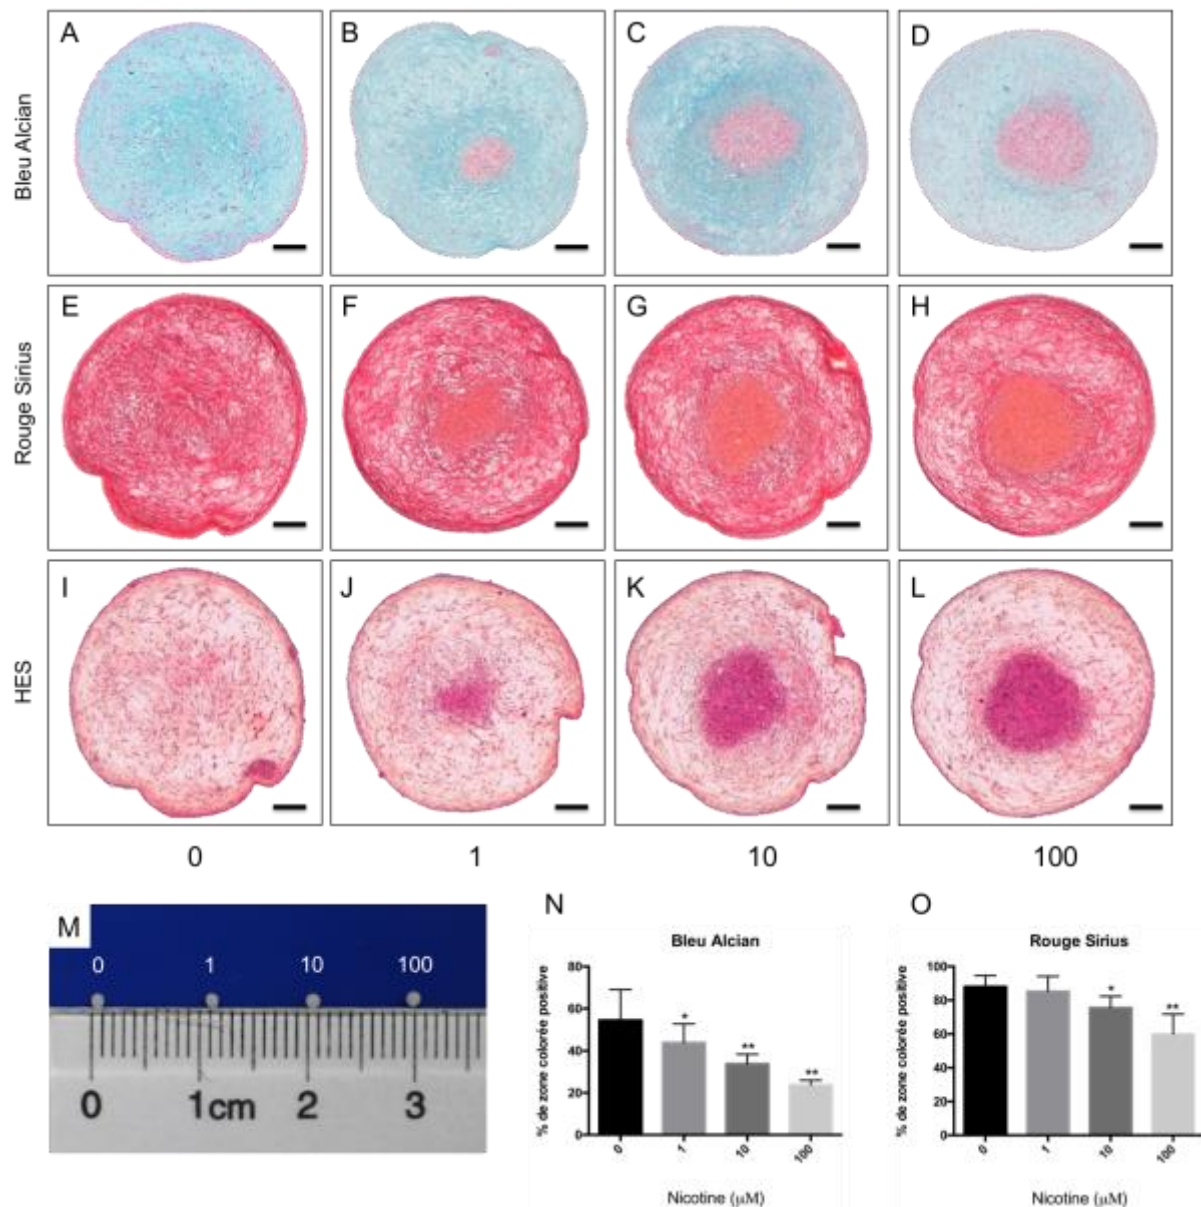 A B C D
Bleu Alcian
E F G H
Rouge Sirius
I J K L
HES
0 1 10 100
M
0 1 10 100
0 1cm 2 3
N
Bleu Alcian
% de zone colorée positive
80
60
40
20
0
* ** **
0 1 10 100
Nicotine (µM)
O
Rouge Sirius
% de zone colorée positive
100
80
60
40
20
0
* **
0 1 10 100
Nicotine (µM)